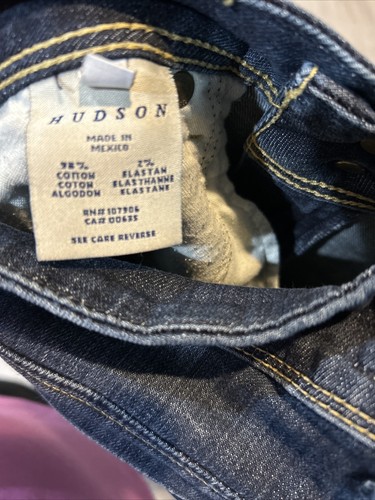 HUDSON
MADE IN
MEXICO
98% 2%
COTTON ELASTAN
COTON ELASTHANNE
ALGODON ELASTANE
RN# 107906
CA# 00635
SEE CARE REVERSE